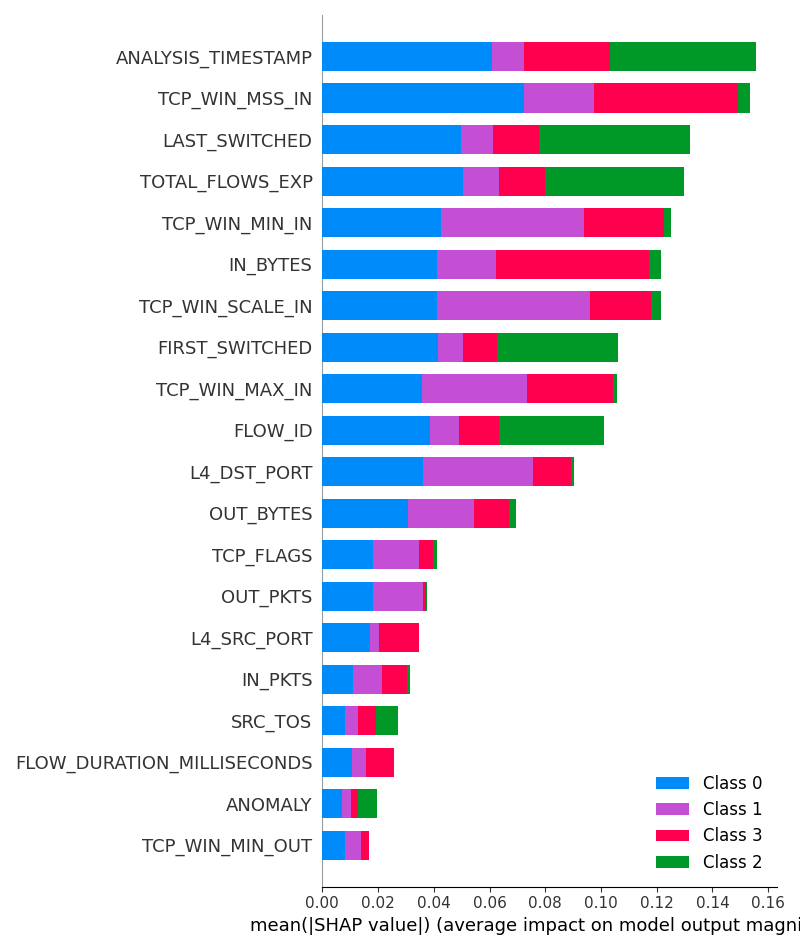 ANALYSIS_TIMESTAMP
TCP_WIN_MSS_IN
LAST_SWITCHED
TOTAL_FLOWS_EXP
TCP_WIN_MIN_IN
IN_BYTES
TCP_WIN_SCALE_IN
FIRST_SWITCHED
TCP_WIN_MAX_IN
FLOW_ID
L4_DST_PORT
OUT_BYTES
TCP_FLAGS
OUT_PKTS
L4_SRC_PORT
IN_PKTS
SRC_TOS
FLOW_DURATION_MILLISECONDS
ANOMALY
TCP_WIN_MIN_OUT
Class 0
Class 1
Class 3
Class 2
0.00 0.02 0.04 0.06 0.08 0.10 0.12 0.14 0.16
mean(|SHAP value|) (average impact on model output magni